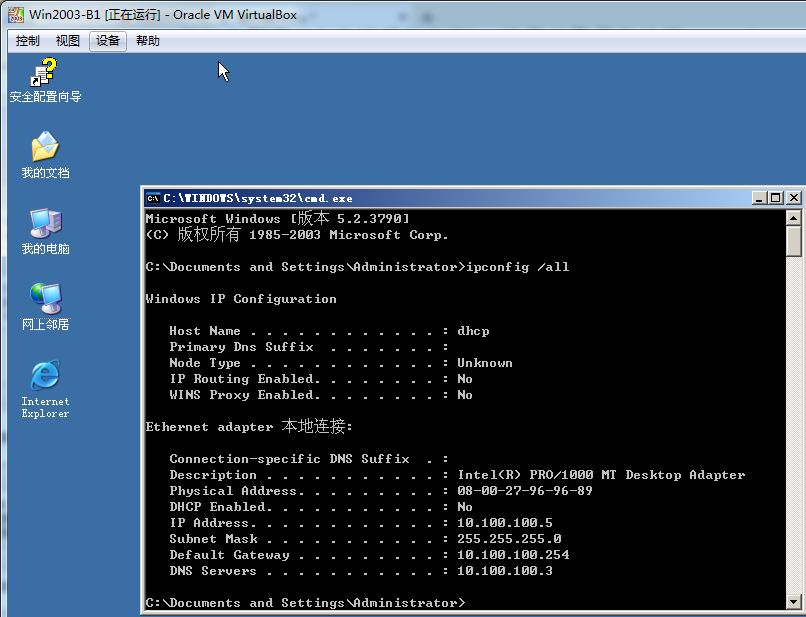 Win2003-B1 [正在运行] - Oracle VM VirtualBox
控制 视图 设备 帮助
安全配置向导
我的文档
我的电脑
网上邻居
Internet
Explorer
C:\WINDOWS\system32\cmd.exe
Microsoft Windows [版本 5.2.3790]
(C) 版权所有 1985-2003 Microsoft Corp.
C:\Documents and Settings\Administrator>ipconfig /all
Windows IP Configuration
Host Name . . . . . . . . . . . . : dhcp
Primary Dns Suffix . . . . . . . :
Node Type . . . . . . . . . . . . : Unknown
IP Routing Enabled. . . . . . . . : No
WINS Proxy Enabled. . . . . . . . : No
Ethernet adapter 本地连接:
Connection-specific DNS Suffix . :
Description . . . . . . . . . . . : Intel(R) PRO/1000 MT Desktop Adapter
Physical Address. . . . . . . . . : 08-00-27-96-96-89
DHCP Enabled. . . . . . . . . . . : No
IP Address. . . . . . . . . . . . : 10.100.100.5
Subnet Mask . . . . . . . . . . . : 255.255.255.0
Default Gateway . . . . . . . . . : 10.100.100.254
DNS Servers . . . . . . . . . . . : 10.100.100.3
C:\Documents and Settings\Administrator>